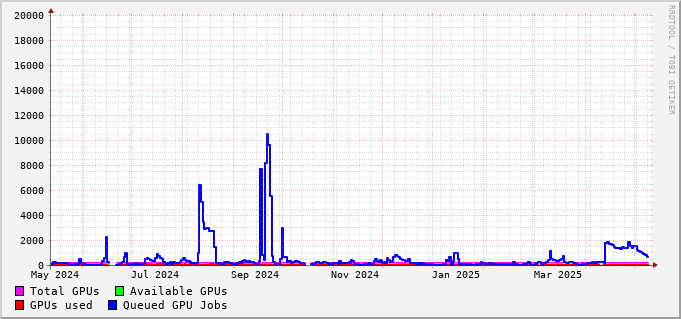 20000
18000
16000
14000
12000
10000
8000
6000
4000
2000
0
May 2024 Jul 2024 Sep 2024 Nov 2024 Jan 2025 Mar 2025
Total GPUs Available GPUs
GPUs used Queued GPU Jobs
RRDTOOL / TOBI OETIKER